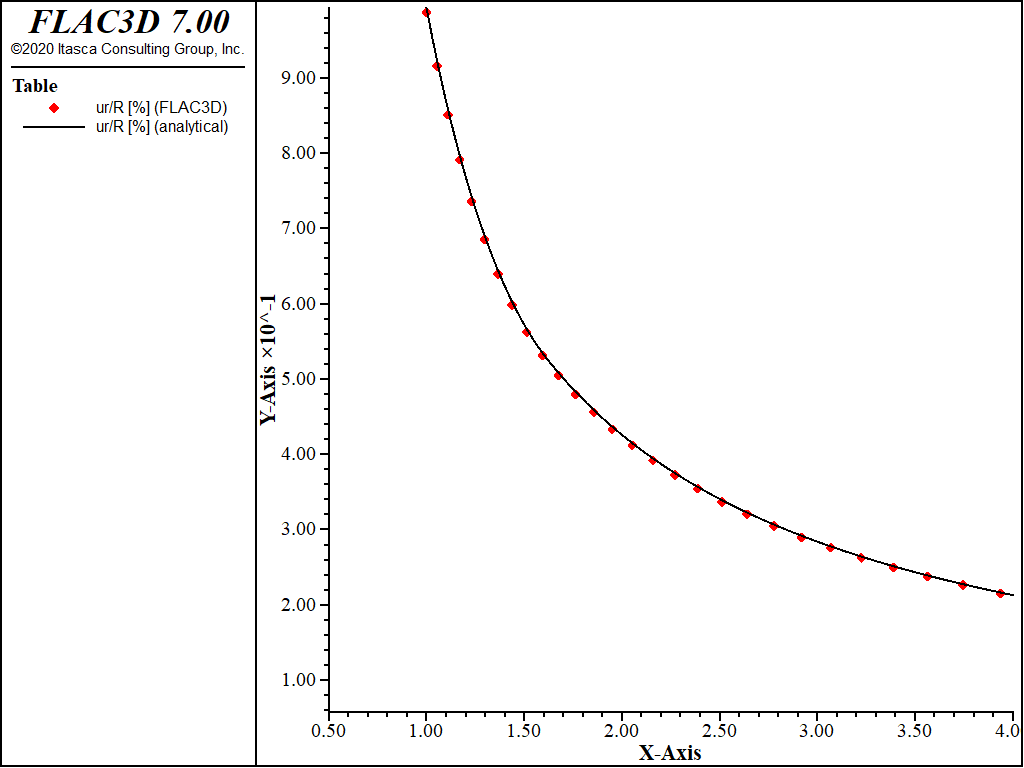 FLAC3D 7.00
©2020 Itasca Consulting Group, Inc.
Table
ur/R [%] (FLAC3D)
ur/R [%] (analytical)
Y-Axis ×10^-1
9.00
8.00
7.00
6.00
5.00
4.00
3.00
2.00
1.00
0.50 1.00 1.50 2.00 2.50 3.00 3.50 4.0
X-Axis